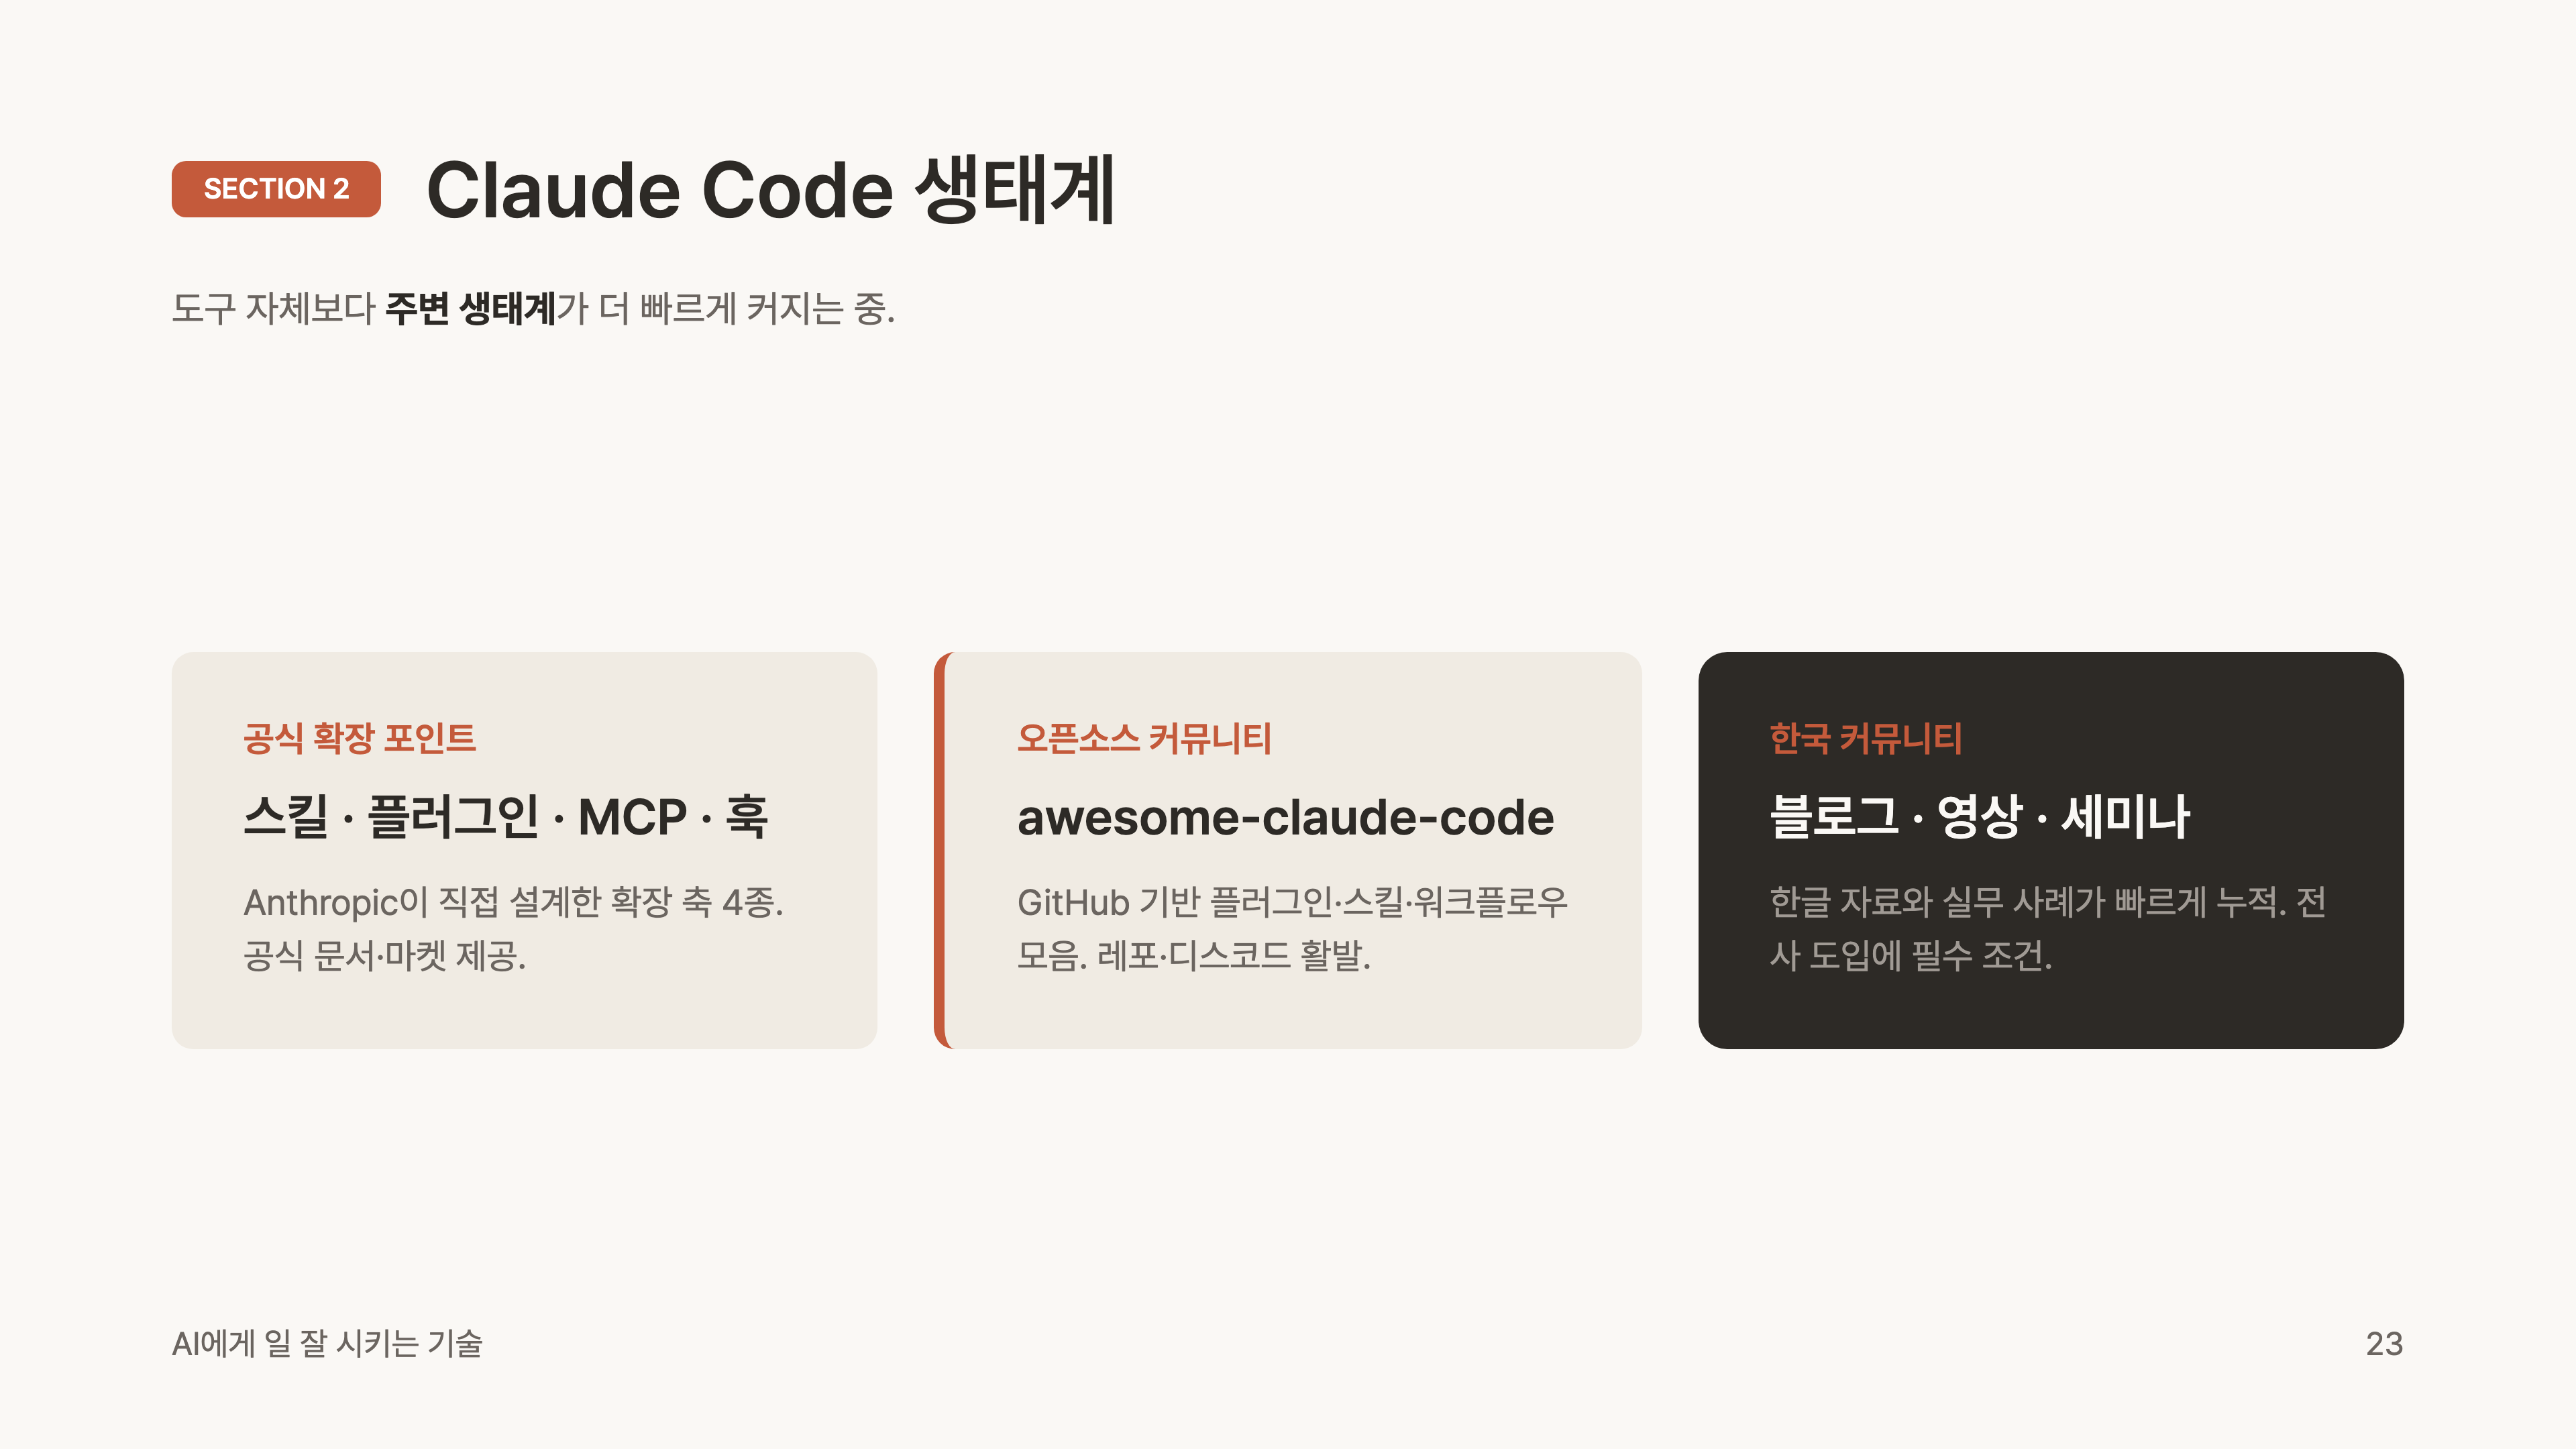 SECTION 2
Claude Code 생태계
도구 자체보다 주변 생태계가 더 빠르게 커지는 중.
공식 확장 포인트
스킬 · 플러그인 · MCP · 훅
Anthropic이 직접 설계한 확장 축 4종.
공식 문서·마켓 제공.
오픈소스 커뮤니티
awesome-claude-code
GitHub 기반 플러그인·스킬·워크플로우
모음. 레포·디스코드 활발.
한국 커뮤니티
블로그 · 영상 · 세미나
한글 자료와 실무 사례가 빠르게 누적. 전
사 도입에 필수 조건.
AI에게 일 잘 시키는 기술
23